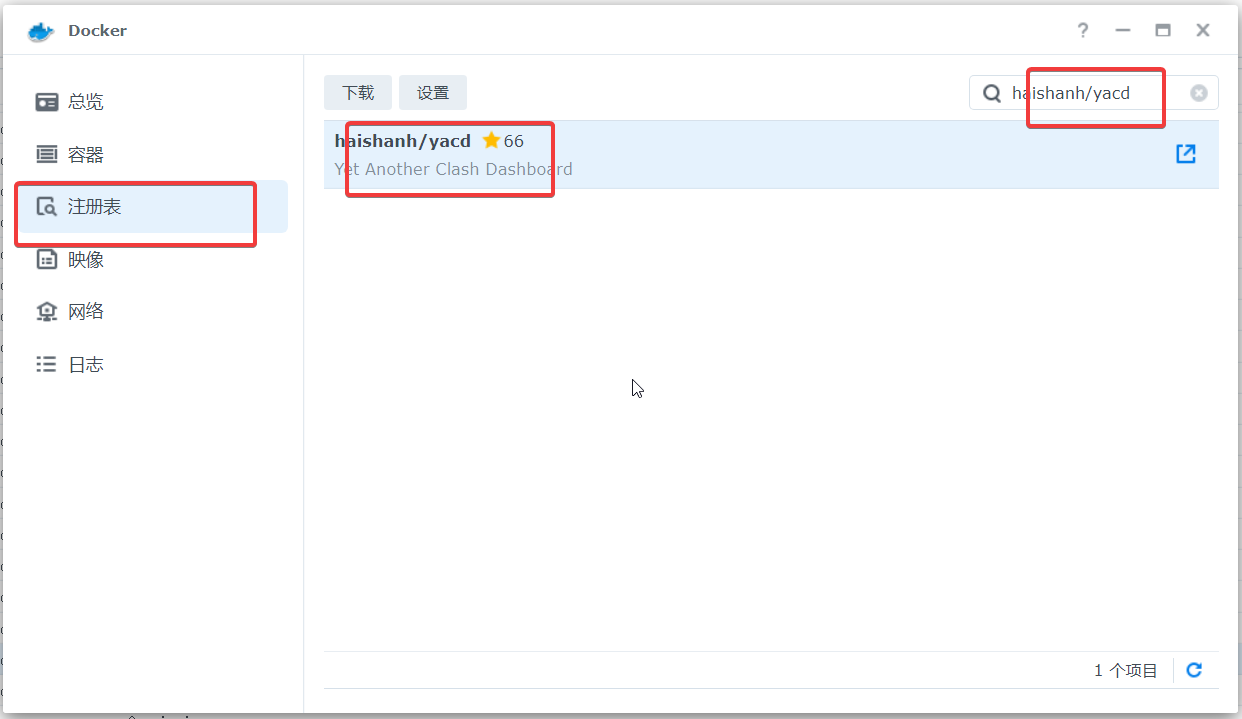 Docker
总览
容器
注册表
映像
网络
日志
下载
设置
haishanh/yacd
haishanh/yacd 66
Yet Another Clash Dashboard
1 个项目